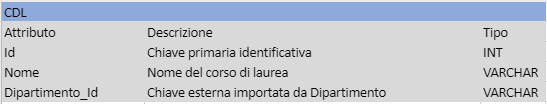 CDL
Attributo Descrizione Tipo
Id Chiave primaria identificativa INT
Nome Nome del corso di laurea VARCHAR
Dipartimento_Id Chiave esterna importata da Dipartimento VARCHAR